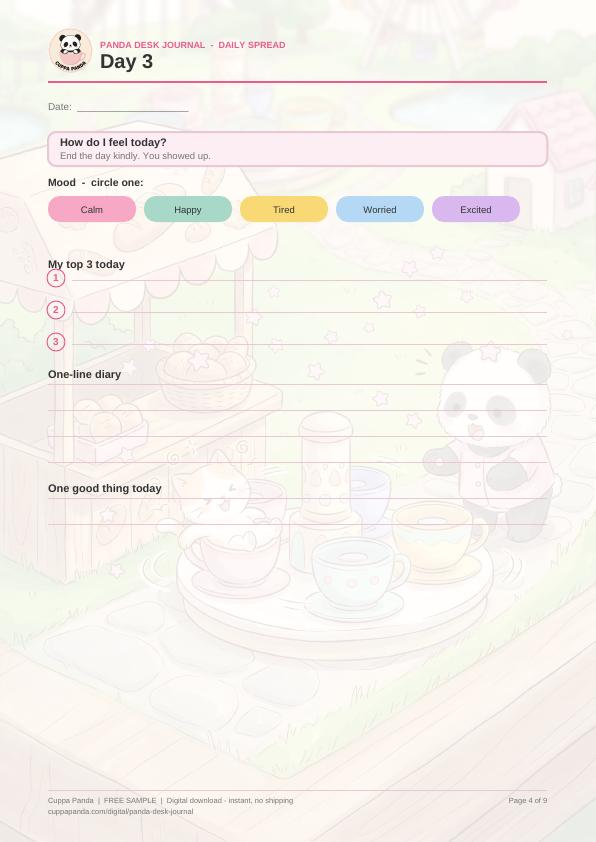 CUPPA PANDA
PANDA DESK JOURNAL - DAILY SPREAD
Day 3
Date: ____________________
How do I feel today?
End the day kindly. You showed up.
Mood - circle one:
Calm Happy Tired Worried Excited
My top 3 today
1
2
3
One-line diary
One good thing today
Cuppa Panda | FREE SAMPLE | Digital download - instant, no shipping Page 4 of 9
cuppapanda.com/digital/panda-desk-journal